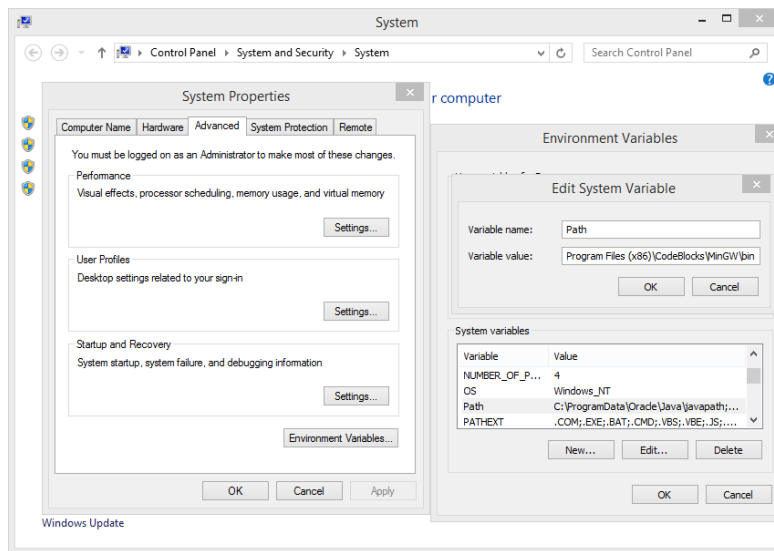 System
Control Panel System and Security System
Search Control Panel
r computer
System Properties
Computer Name Hardware Advanced System Protection Remote
You must be logged on as an Administrator to make most of these changes.
Performance
Visual effects, processor scheduling, memory usage, and virtual memory
Settings...
User Profiles
Desktop settings related to your sign-in
Settings...
Startup and Recovery
System startup, system failure, and debugging information
Settings...
Environment Variables...
OK Cancel Apply
Windows Update
Environment Variables
Edit System Variable
Variable name: Path
Variable value: Program Files (x86)\CodeBlocks\MinGW\bin
OK Cancel
System variables
Variable Value
NUMBER_OF_P... 4
OS Windows_NT
Path C:\ProgramData\Oracle\Java\javapath;...
PATHEXT .COM;.EXE;.BAT;.CMD;.VBS;.VBE;.JS;....
New... Edit... Delete
OK Cancel